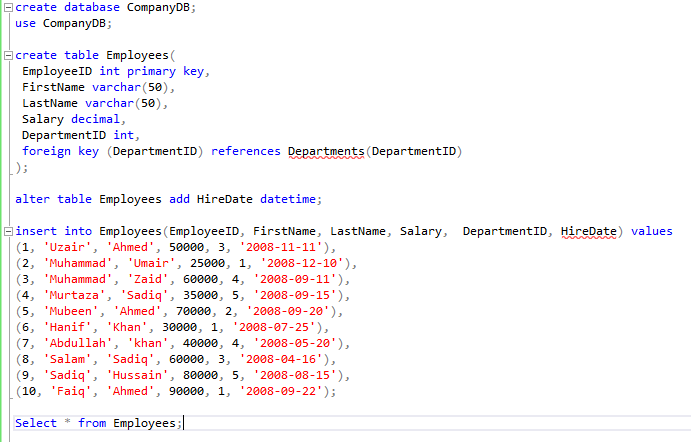 create database CompanyDB;
use CompanyDB;
create table Employees(
EmployeeID int primary key,
FirstName varchar(50),
LastName varchar(50),
Salary decimal,
DepartmentID int,
foreign key (DepartmentID) references Departments(DepartmentID)
);
alter table Employees add HireDate datetime;
insert into Employees(EmployeeID, FirstName, LastName, Salary,  DepartmentID, HireDate) values
(1, 'Uzair', 'Ahmed', 50000, 3, '2008-11-11'),
(2, 'Muhammad', 'Umair', 25000, 1, '2008-12-10'),
(3, 'Muhammad', 'Zaid', 60000, 4, '2008-09-11'),
(4, 'Murtaza', 'Sadiq', 35000, 5, '2008-09-15'),
(5, 'Mubeen', 'Ahmed', 70000, 2, '2008-09-20'),
(6, 'Hanif', 'Khan', 30000, 1, '2008-07-25'),
(7, 'Abdullah', 'khan', 40000, 4, '2008-05-20'),
(8, 'Salam', 'Sadiq', 60000, 3, '2008-04-16'),
(9, 'Sadiq', 'Hussain', 80000, 5, '2008-08-15'),
(10, 'Faiq', 'Ahmed', 90000, 1, '2008-09-22');
Select * from Employees;